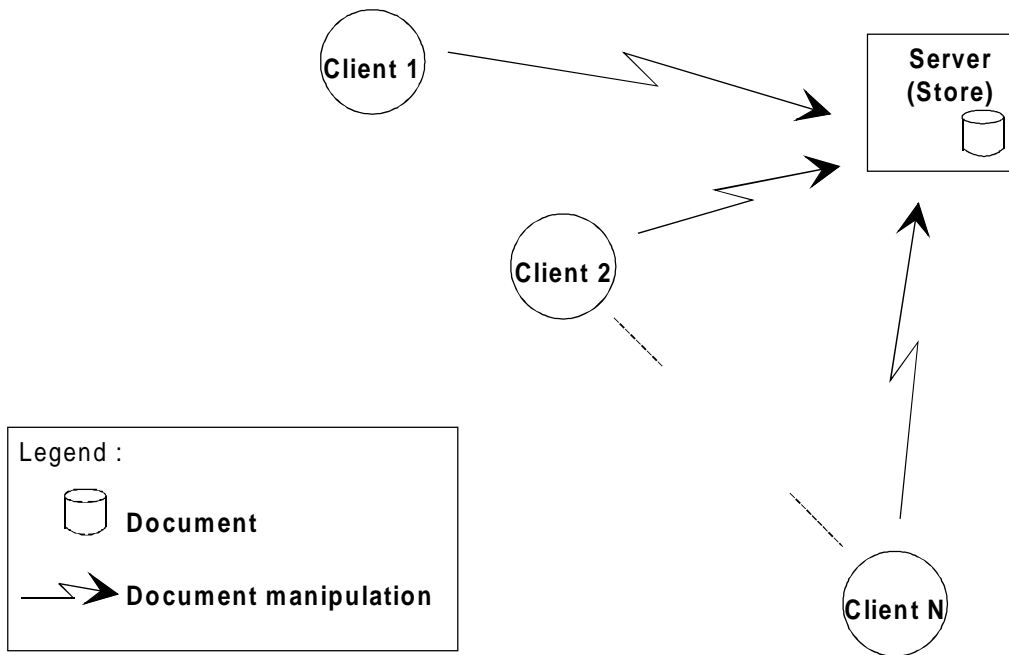 Client 1
Server
(Store)
Client 2
Legend :
Document
Document manipulation
Client N